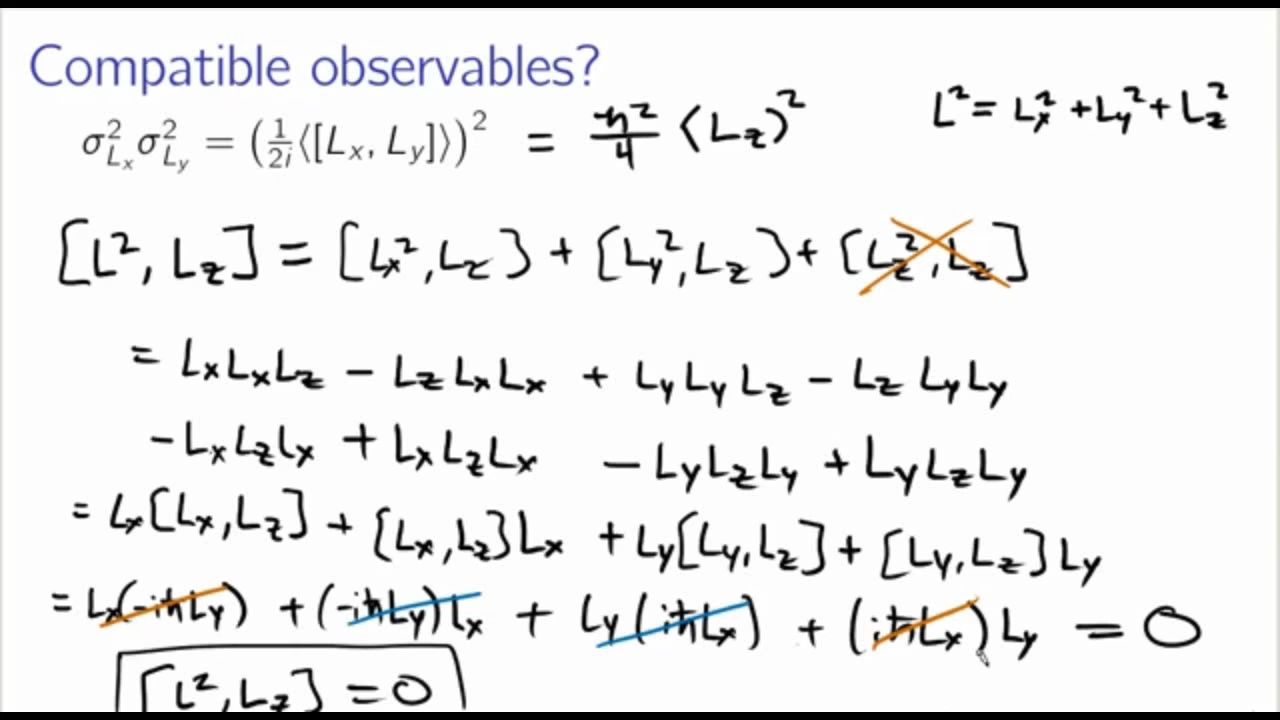 Compatible observables?
σ²_{Lx} σ²_{Ly} = (1/2i ⟨[Lx, Ly]⟩)² = ℏ²/4 ⟨Lz⟩²
L² = Lx² + Ly² + Lz²
[L², Lz] = [Lx², Lz] + [Ly², Lz] + [Lz², Lz]
= LxLxLz − LzLxLx + LyLyLz − LzLyLy
− LxLzLx + LxLzLx − LyLzLy + LyLzLy
= Lx[Lx, Lz] + [Lx, Lz]Lx + Ly[Ly, Lz] + [Ly, Lz]Ly
= Lx(−iℏLy) + (−iℏLy)Lx + Ly(iℏLx) + (iℏLx)Ly = 0
[L², Lz] = 0